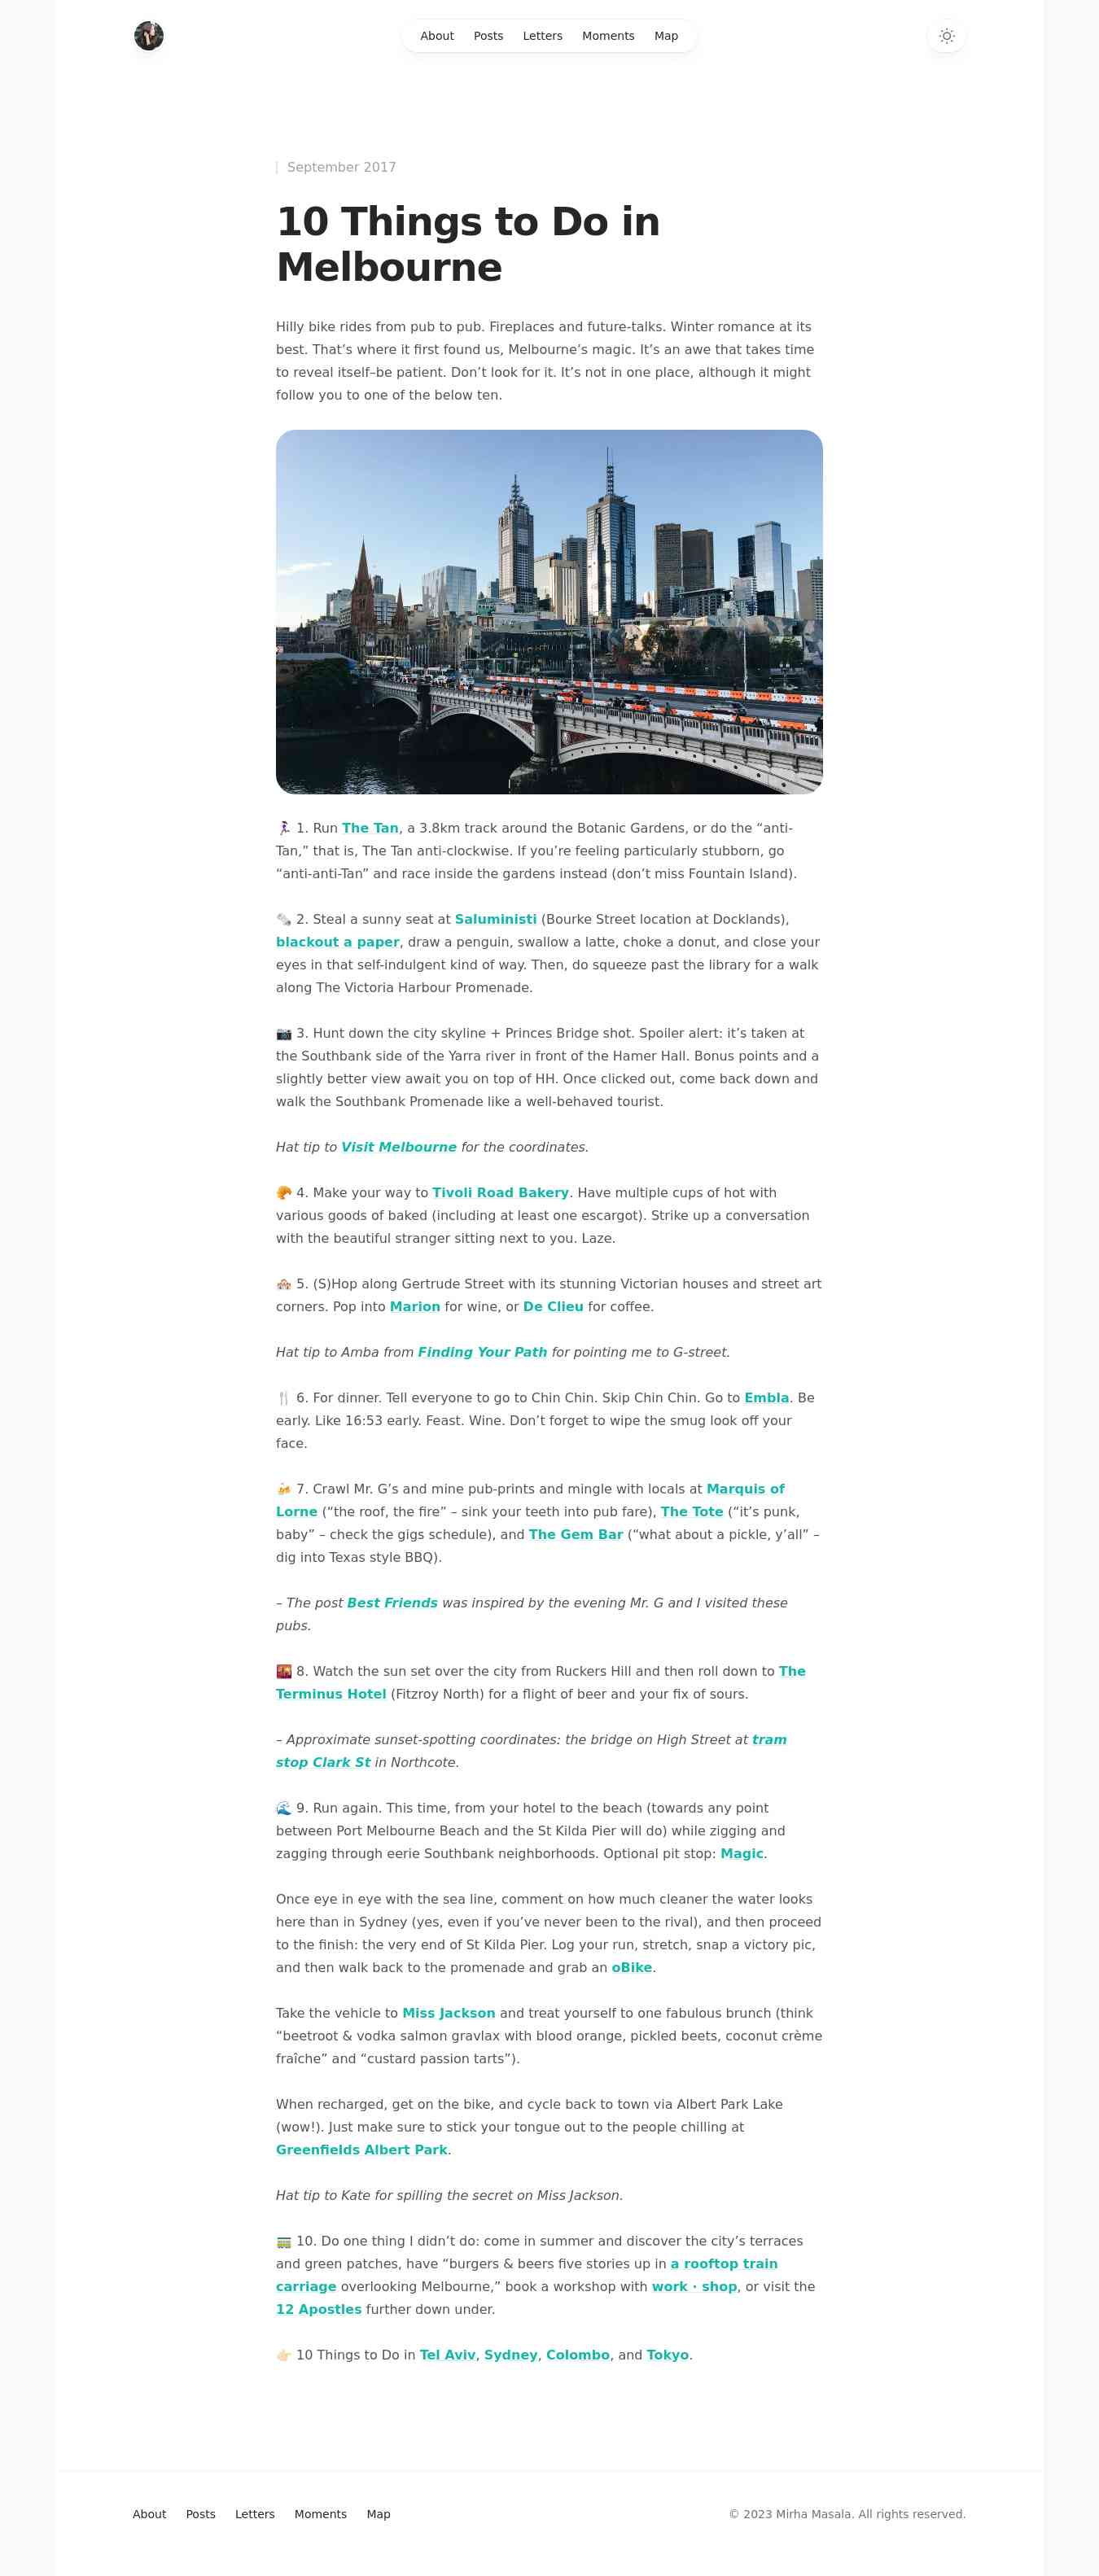 About Posts Letters Moments Map
September 2017
10 Things to Do in
Melbourne
Hilly bike rides from pub to pub. Fireplaces and future-talks. Winter romance at its
best. That’s where it first found us, Melbourne’s magic. It’s an awe that takes time
to reveal itself–be patient. Don’t look for it. It’s not in one place, although it might
follow you to one of the below ten.
🏃🏻‍♀️ 1. Run The Tan, a 3.8km track around the Botanic Gardens, or do the “anti-
Tan,” that is, The Tan anti-clockwise. If you’re feeling particularly stubborn, go
“anti-anti-Tan” and race inside the gardens instead (don’t miss Fountain Island).
🗞️ 2. Steal a sunny seat at Saluministi (Bourke Street location at Docklands),
blackout a paper, draw a penguin, swallow a latte, choke a donut, and close your
eyes in that self-indulgent kind of way. Then, do squeeze past the library for a walk
along The Victoria Harbour Promenade.
📷 3. Hunt down the city skyline + Princes Bridge shot. Spoiler alert: it’s taken at
the Southbank side of the Yarra river in front of the Hamer Hall. Bonus points and a
slightly better view await you on top of HH. Once clicked out, come back down and
walk the Southbank Promenade like a well-behaved tourist.
Hat tip to Visit Melbourne for the coordinates.
🥐 4. Make your way to Tivoli Road Bakery. Have multiple cups of hot with
various goods of baked (including at least one escargot). Strike up a conversation
with the beautiful stranger sitting next to you. Laze.
🏘️ 5. (S)Hop along Gertrude Street with its stunning Victorian houses and street art
corners. Pop into Marion for wine, or De Clieu for coffee.
Hat tip to Amba from Finding Your Path for pointing me to G-street.
🍴 6. For dinner. Tell everyone to go to Chin Chin. Skip Chin Chin. Go to Embla. Be
early. Like 16:53 early. Feast. Wine. Don’t forget to wipe the smug look off your
face.
🍻 7. Crawl Mr. G’s and mine pub-prints and mingle with locals at Marquis of
Lorne (“the roof, the fire” – sink your teeth into pub fare), The Tote (“it’s punk,
baby” – check the gigs schedule), and The Gem Bar (“what about a pickle, y’all” –
dig into Texas style BBQ).
– The post Best Friends was inspired by the evening Mr. G and I visited these
pubs.
🌇 8. Watch the sun set over the city from Ruckers Hill and then roll down to The
Terminus Hotel (Fitzroy North) for a flight of beer and your fix of sours.
– Approximate sunset-spotting coordinates: the bridge on High Street at tram
stop Clark St in Northcote.
🌊 9. Run again. This time, from your hotel to the beach (towards any point
between Port Melbourne Beach and the St Kilda Pier will do) while zigging and
zagging through eerie Southbank neighborhoods. Optional pit stop: Magic.
Once eye in eye with the sea line, comment on how much cleaner the water looks
here than in Sydney (yes, even if you’ve never been to the rival), and then proceed
to the finish: the very end of St Kilda Pier. Log your run, stretch, snap a victory pic,
and then walk back to the promenade and grab an oBike.
Take the vehicle to Miss Jackson and treat yourself to one fabulous brunch (think
“beetroot & vodka salmon gravlax with blood orange, pickled beets, coconut crème
fraîche” and “custard passion tarts”).
When recharged, get on the bike, and cycle back to town via Albert Park Lake
(wow!). Just make sure to stick your tongue out to the people chilling at
Greenfields Albert Park.
Hat tip to Kate for spilling the secret on Miss Jackson.
🚃 10. Do one thing I didn’t do: come in summer and discover the city’s terraces
and green patches, have “burgers & beers five stories up in a rooftop train
carriage overlooking Melbourne,” book a workshop with work · shop, or visit the
12 Apostles further down under.
👉🏻 10 Things to Do in Tel Aviv, Sydney, Colombo, and Tokyo.
About Posts Letters Moments Map
© 2023 Mirha Masala. All rights reserved.